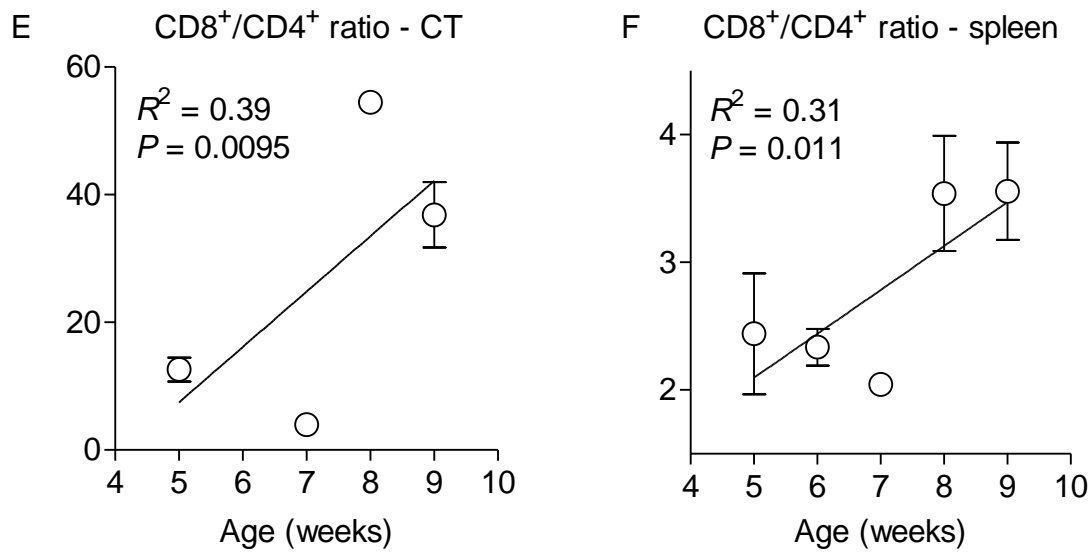 E CD8⁺/CD4⁺ ratio - CT
60
R² = 0.39
P = 0.0095
40
20
0
4 5 6 7 8 9 10
Age (weeks)
F CD8⁺/CD4⁺ ratio - spleen
R² = 0.31
P = 0.011
4
3
2
4 5 6 7 8 9 10
Age (weeks)